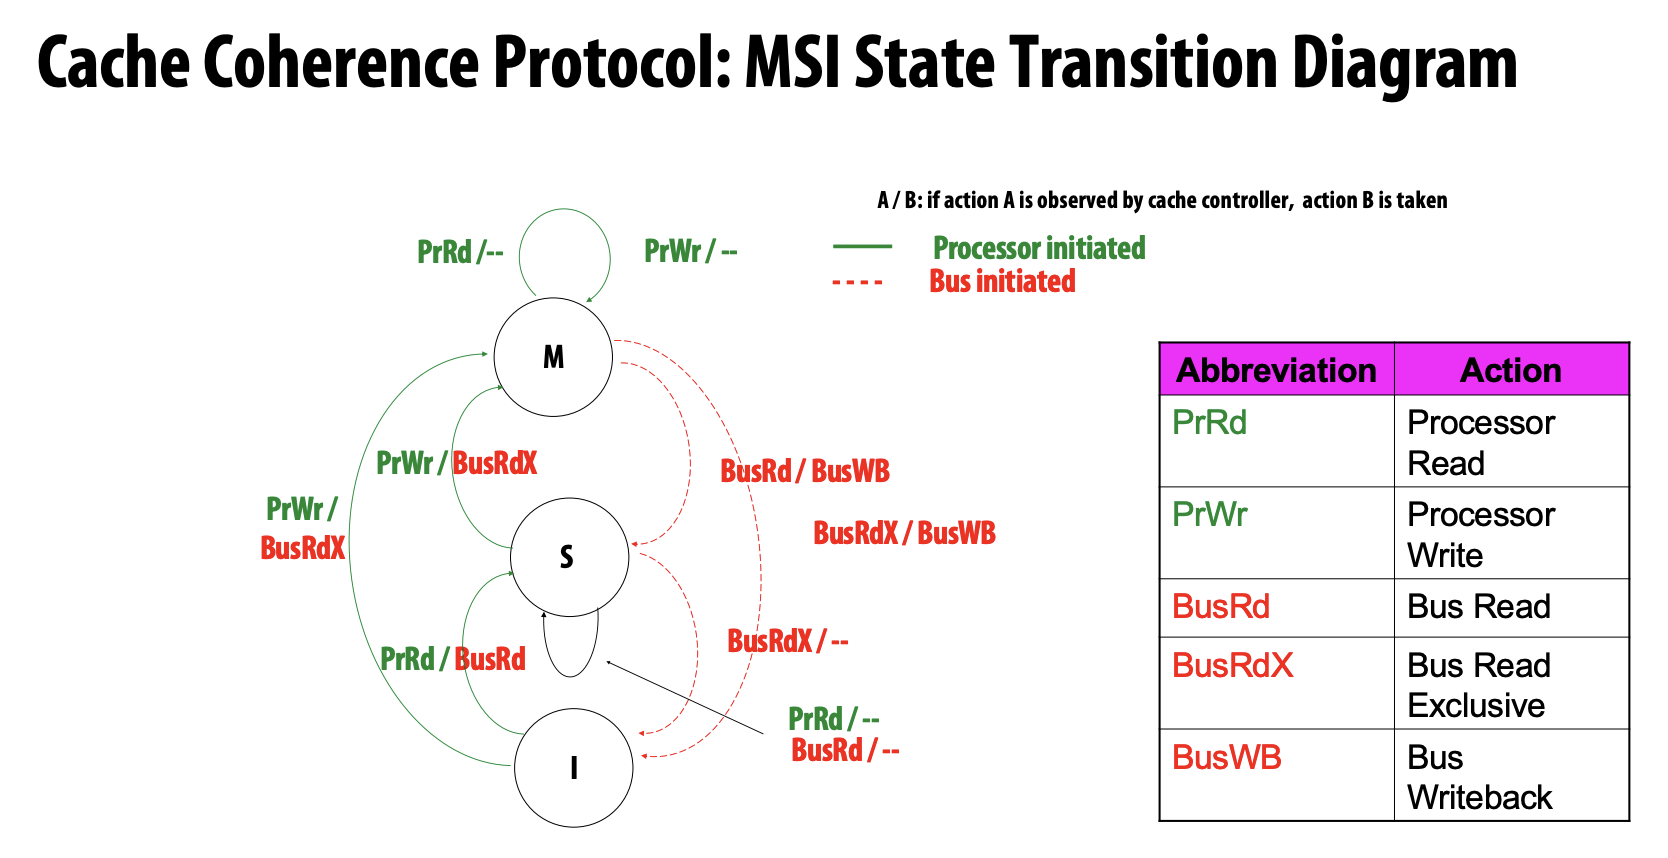 Cache Coherence Protocol: MSI State Transition Diagram
A / B: if action A is observed by cache controller, action B is taken
Processor initiated
Bus initiated
PrRd /--
PrWr / --
M
PrWr / BusRdX
BusRd / BusWB
PrWr /
BusRdX
BusRdX / BusWB
S
PrRd / BusRd
BusRdX / --
PrRd / --
BusRd / --
I
Abbreviation Action
PrRd Processor
Read
PrWr Processor
Write
BusRd Bus Read
BusRdX Bus Read
Exclusive
BusWB Bus
Writeback